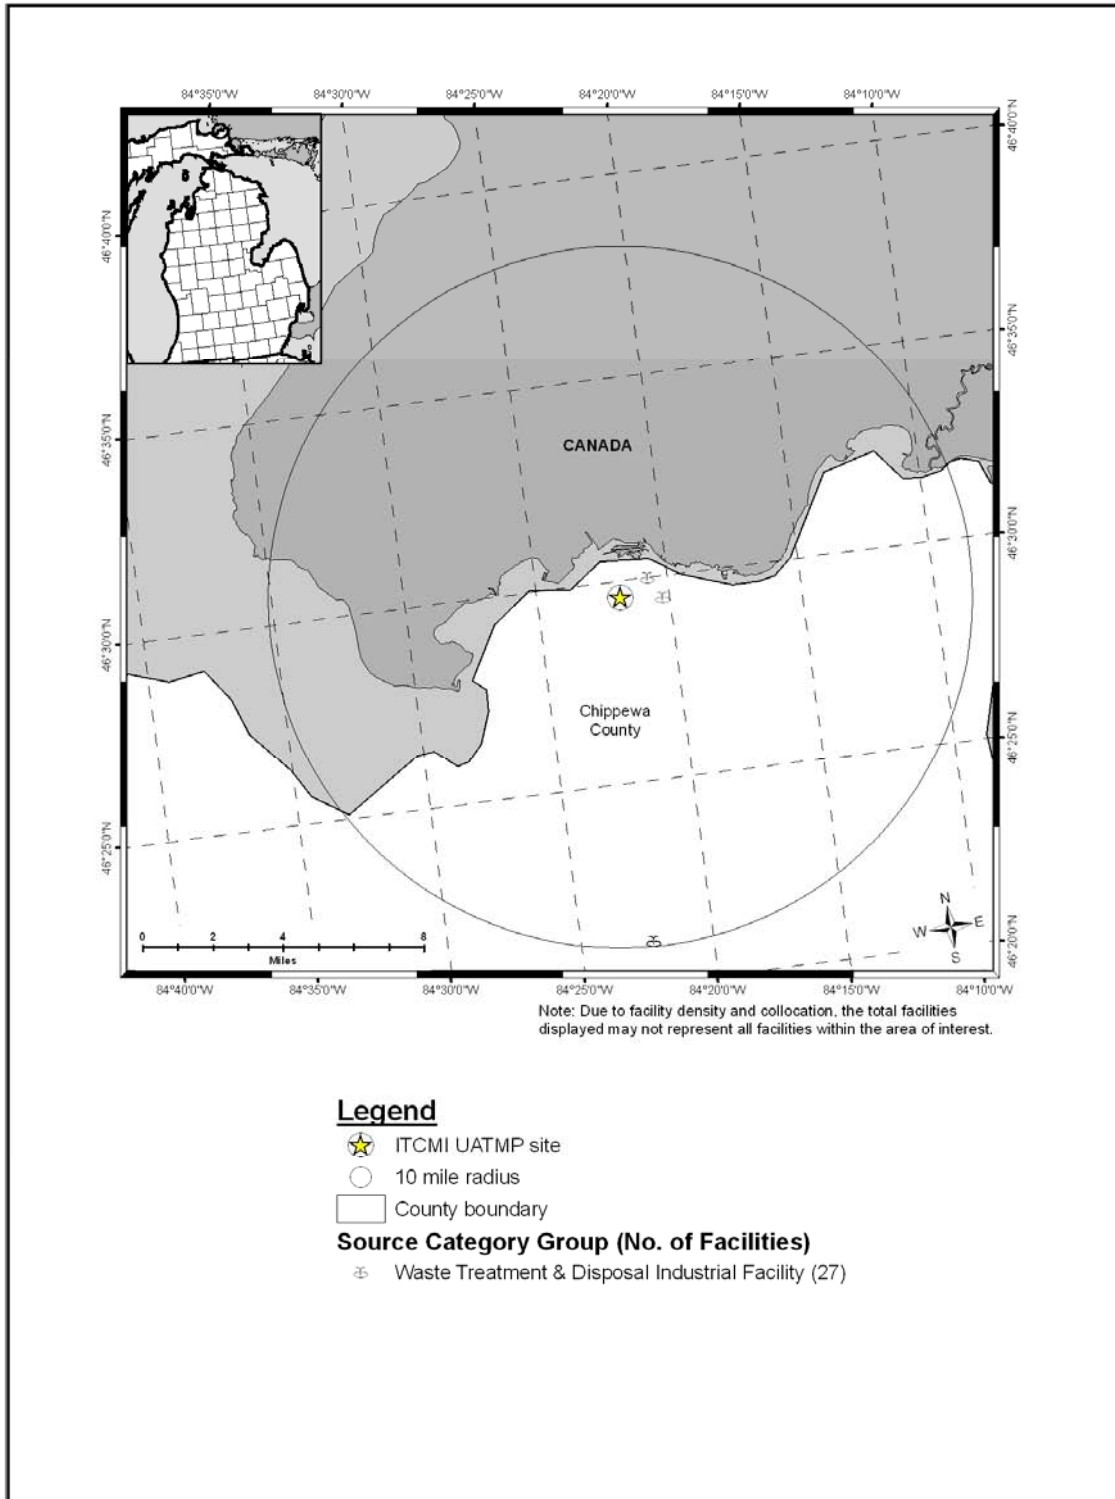 84°35'0"W 84°30'0"W 84°25'0"W 84°20'0"W 84°15'0"W 84°10'0"W
46°40'0"N
46°40'0"N
46°35'0"N
CANADA
46°35'0"N
46°30'0"N
46°30'0"N
Chippewa
County
46°25'0"N
46°25'0"N
N
W E
S
46°20'0"N
0 2 4 8
Miles
84°40'0"W 84°35'0"W 84°30'0"W 84°25'0"W 84°20'0"W 84°15'0"W 84°10'0"W
Note: Due to facility density and collocation, the total facilities
displayed may not represent all facilities within the area of interest.
Legend
ITCMI UATMP site
10 mile radius
County boundary
Source Category Group (No. of Facilities)
Waste Treatment & Disposal Industrial Facility (27)